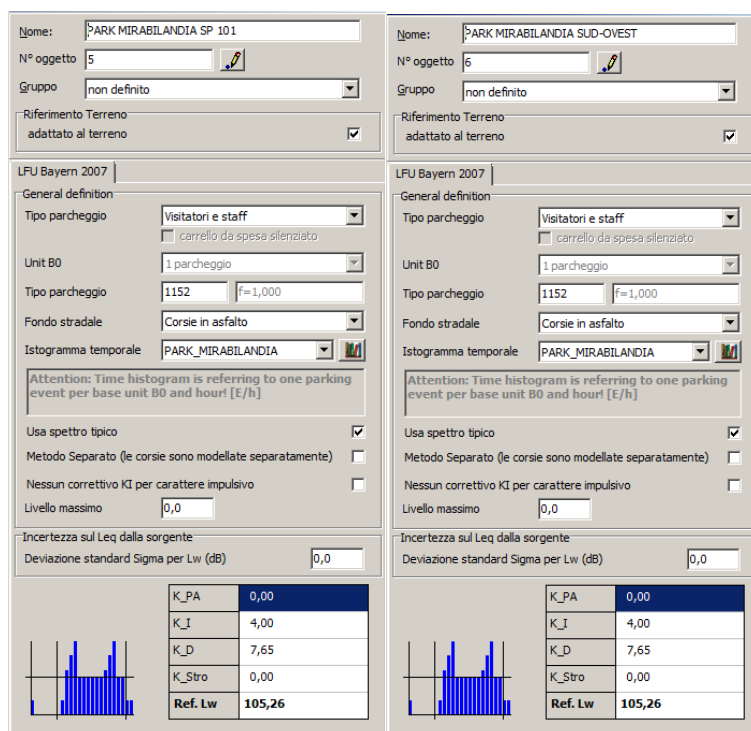 Nome: PARK MIRABILANDIA SP 101
N° oggetto 5
Gruppo non definito
Riferimento Terreno
adattato al terreno
LFU Bayern 2007
General definition
Tipo parcheggio Visitatori e staff
carrello da spesa silenziato
Unit B0 1 parcheggio
Tipo parcheggio 1152 f=1,000
Fondo stradale Corsie in asfalto
Istogramma temporale PARK_MIRABILANDIA
Attention: Time histogram is referring to one parking
event per base unit B0 and hour! [E/h]
Usa spettro tipico
Metodo Separato (le corsie sono modellate separatamente)
Nessun correttivo KI per carattere impulsivo
Livello massimo 0,0
Incertezza sul Leq dalla sorgente
Deviazione standard Sigma per Lw (dB) 0,0
K_PA 0,00
K_I 4,00
K_D 7,65
K_Stro 0,00
Ref. Lw 105,26
Nome: PARK MIRABILANDIA SUD-OVEST
N° oggetto 6
Gruppo non definito
Riferimento Terreno
adattato al terreno
LFU Bayern 2007
General definition
Tipo parcheggio Visitatori e staff
carrello da spesa silenziato
Unit B0 1 parcheggio
Tipo parcheggio 1152 f=1,000
Fondo stradale Corsie in asfalto
Istogramma temporale PARK_MIRABILANDIA
Attention: Time histogram is referring to one parking
event per base unit B0 and hour! [E/h]
Usa spettro tipico
Metodo Separato (le corsie sono modellate separatamente)
Nessun correttivo KI per carattere impulsivo
Livello massimo 0,0
Incertezza sul Leq dalla sorgente
Deviazione standard Sigma per Lw (dB) 0,0
K_PA 0,00
K_I 4,00
K_D 7,65
K_Stro 0,00
Ref. Lw 105,26